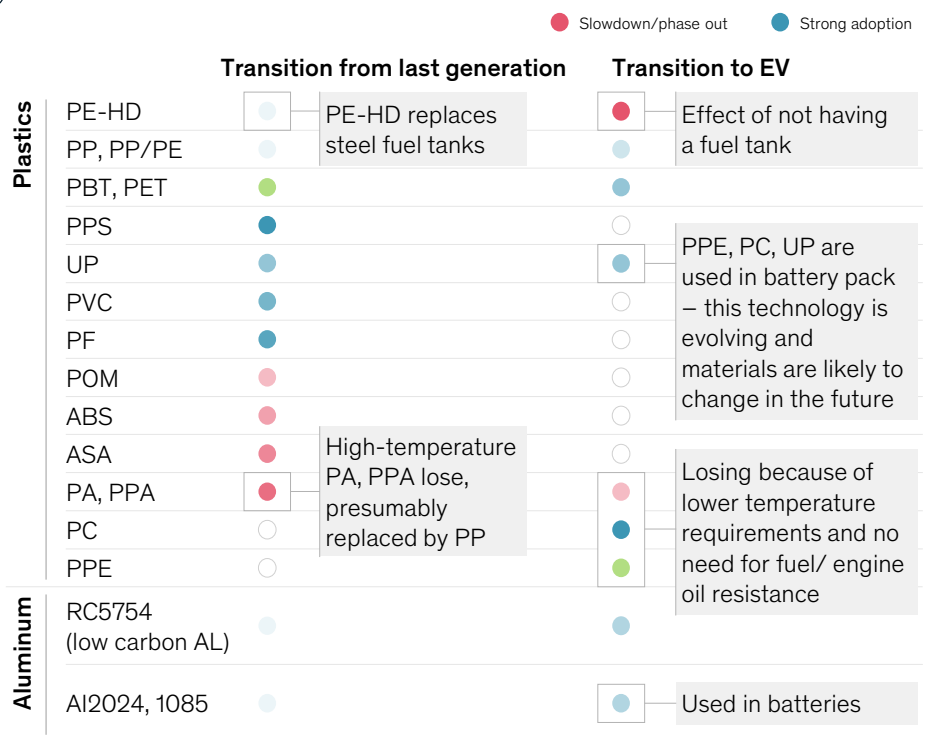 Slowdown/phase out
Strong adoption
Transition from last generation
Transition to EV
Plastics
PE-HD
PE-HD replaces
steel fuel tanks
Effect of not having
a fuel tank
PP, PP/PE
PBT, PET
PPS
UP
PPE, PC, UP are
used in battery pack
– this technology is
evolving and
materials are likely to
change in the future
PVC
PF
POM
ABS
ASA
PA, PPA
High-temperature
PA, PPA lose,
presumably
replaced by PP
Losing because of
lower temperature
requirements and no
need for fuel/ engine
oil resistance
PC
PPE
Aluminum
RC5754
(low carbon AL)
Al2024, 1085
Used in batteries